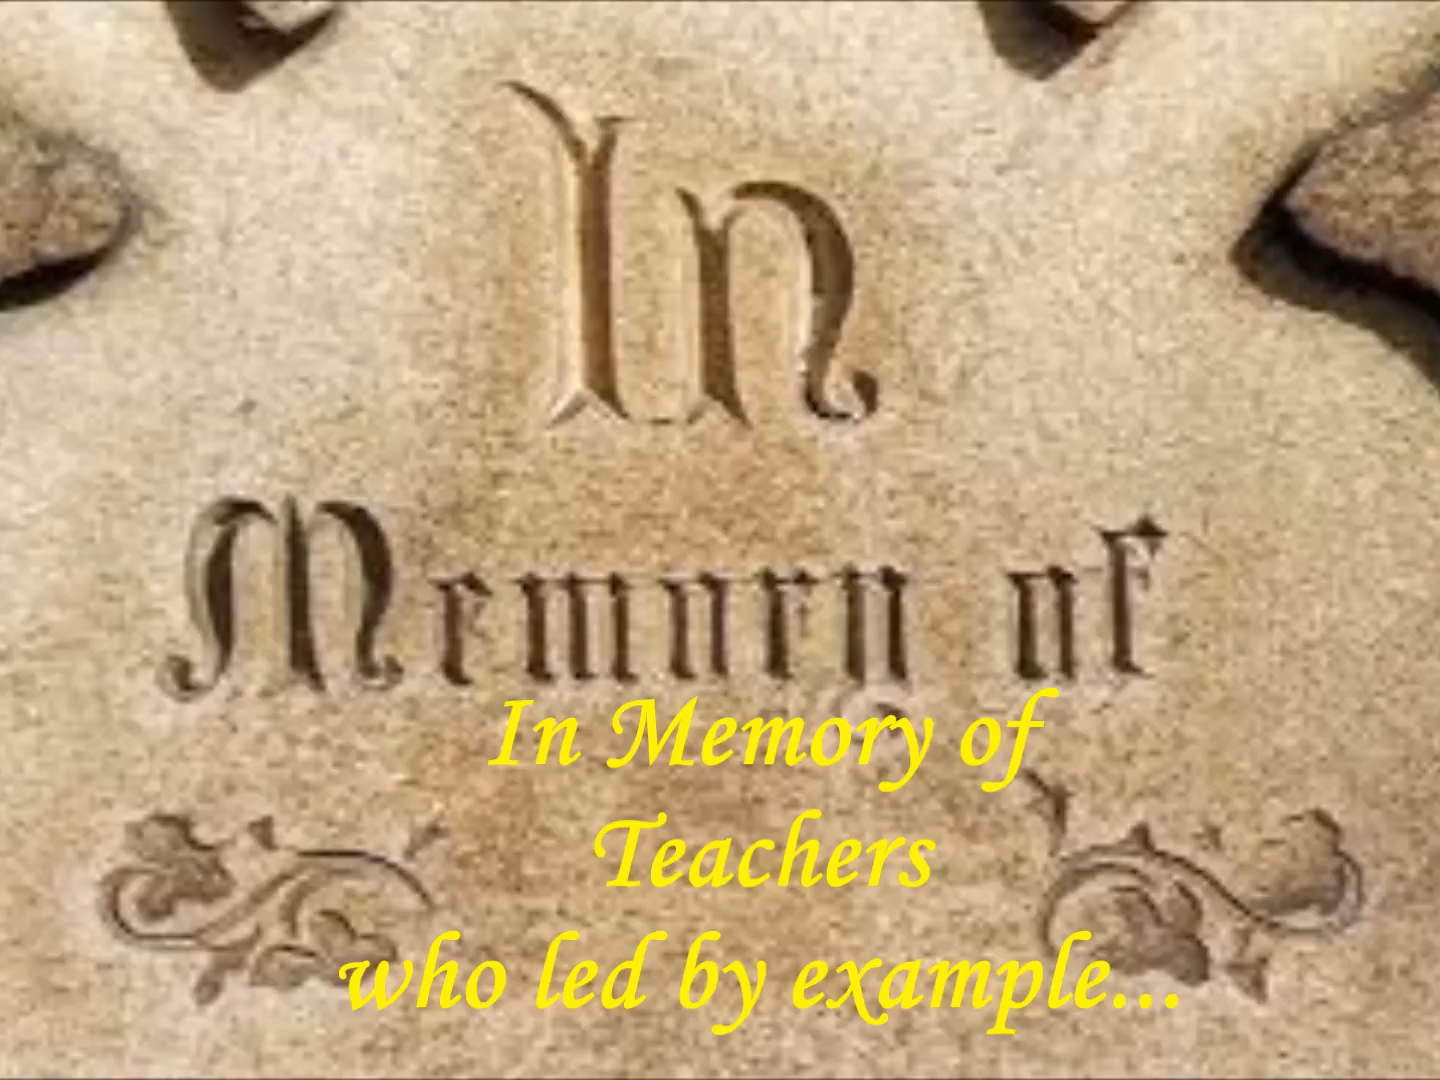 In
Memory of
In Memory of
Teachers
who led by example...